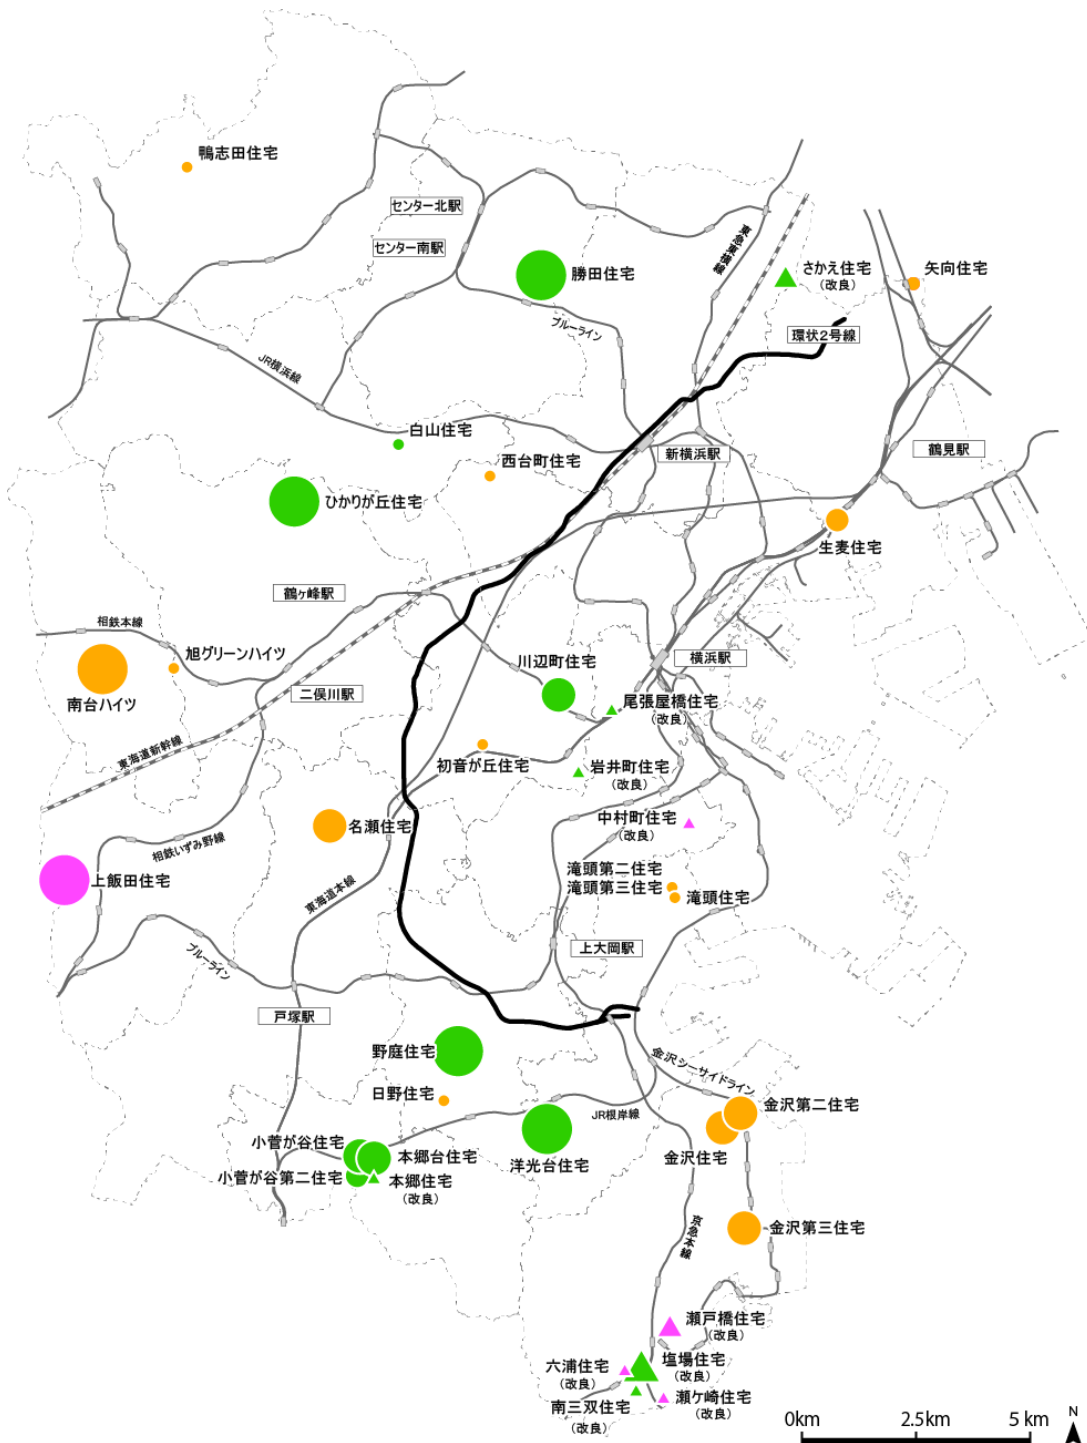 鴨志田住宅
センター北駅
センター南駅
東急東横線
勝田住宅
さかえ住宅
（改良）
矢向住宅
ブルーライン
環状2号線
JR横浜線
白山住宅
西台町住宅
新横浜駅
鶴見駅
ひかりが丘住宅
生麦住宅
鶴ヶ峰駅
相鉄本線
旭グリーンハイツ
川辺町住宅
横浜駅
南台ハイツ
二俣川駅
尾張屋橋住宅
（改良）
東海道新幹線
初音が丘住宅
岩井町住宅
（改良）
名瀬住宅
中村町住宅
（改良）
相鉄いずみ野線
上飯田住宅
滝頭第二住宅
滝頭第三住宅
滝頭住宅
東海道本線
上大岡駅
ブルーライン
戸塚駅
野庭住宅
金沢シーサイドライン
日野住宅
金沢第二住宅
JR根岸線
小菅が谷住宅
本郷台住宅
洋光台住宅
金沢住宅
小菅が谷第二住宅
本郷住宅
（改良）
京急本線
金沢第三住宅
瀬戸橋住宅
（改良）
六浦住宅
（改良）
塩場住宅
（改良）
南三双住宅
（改良）
瀬ケ崎住宅
（改良）
0km
2.5km
5 km
N